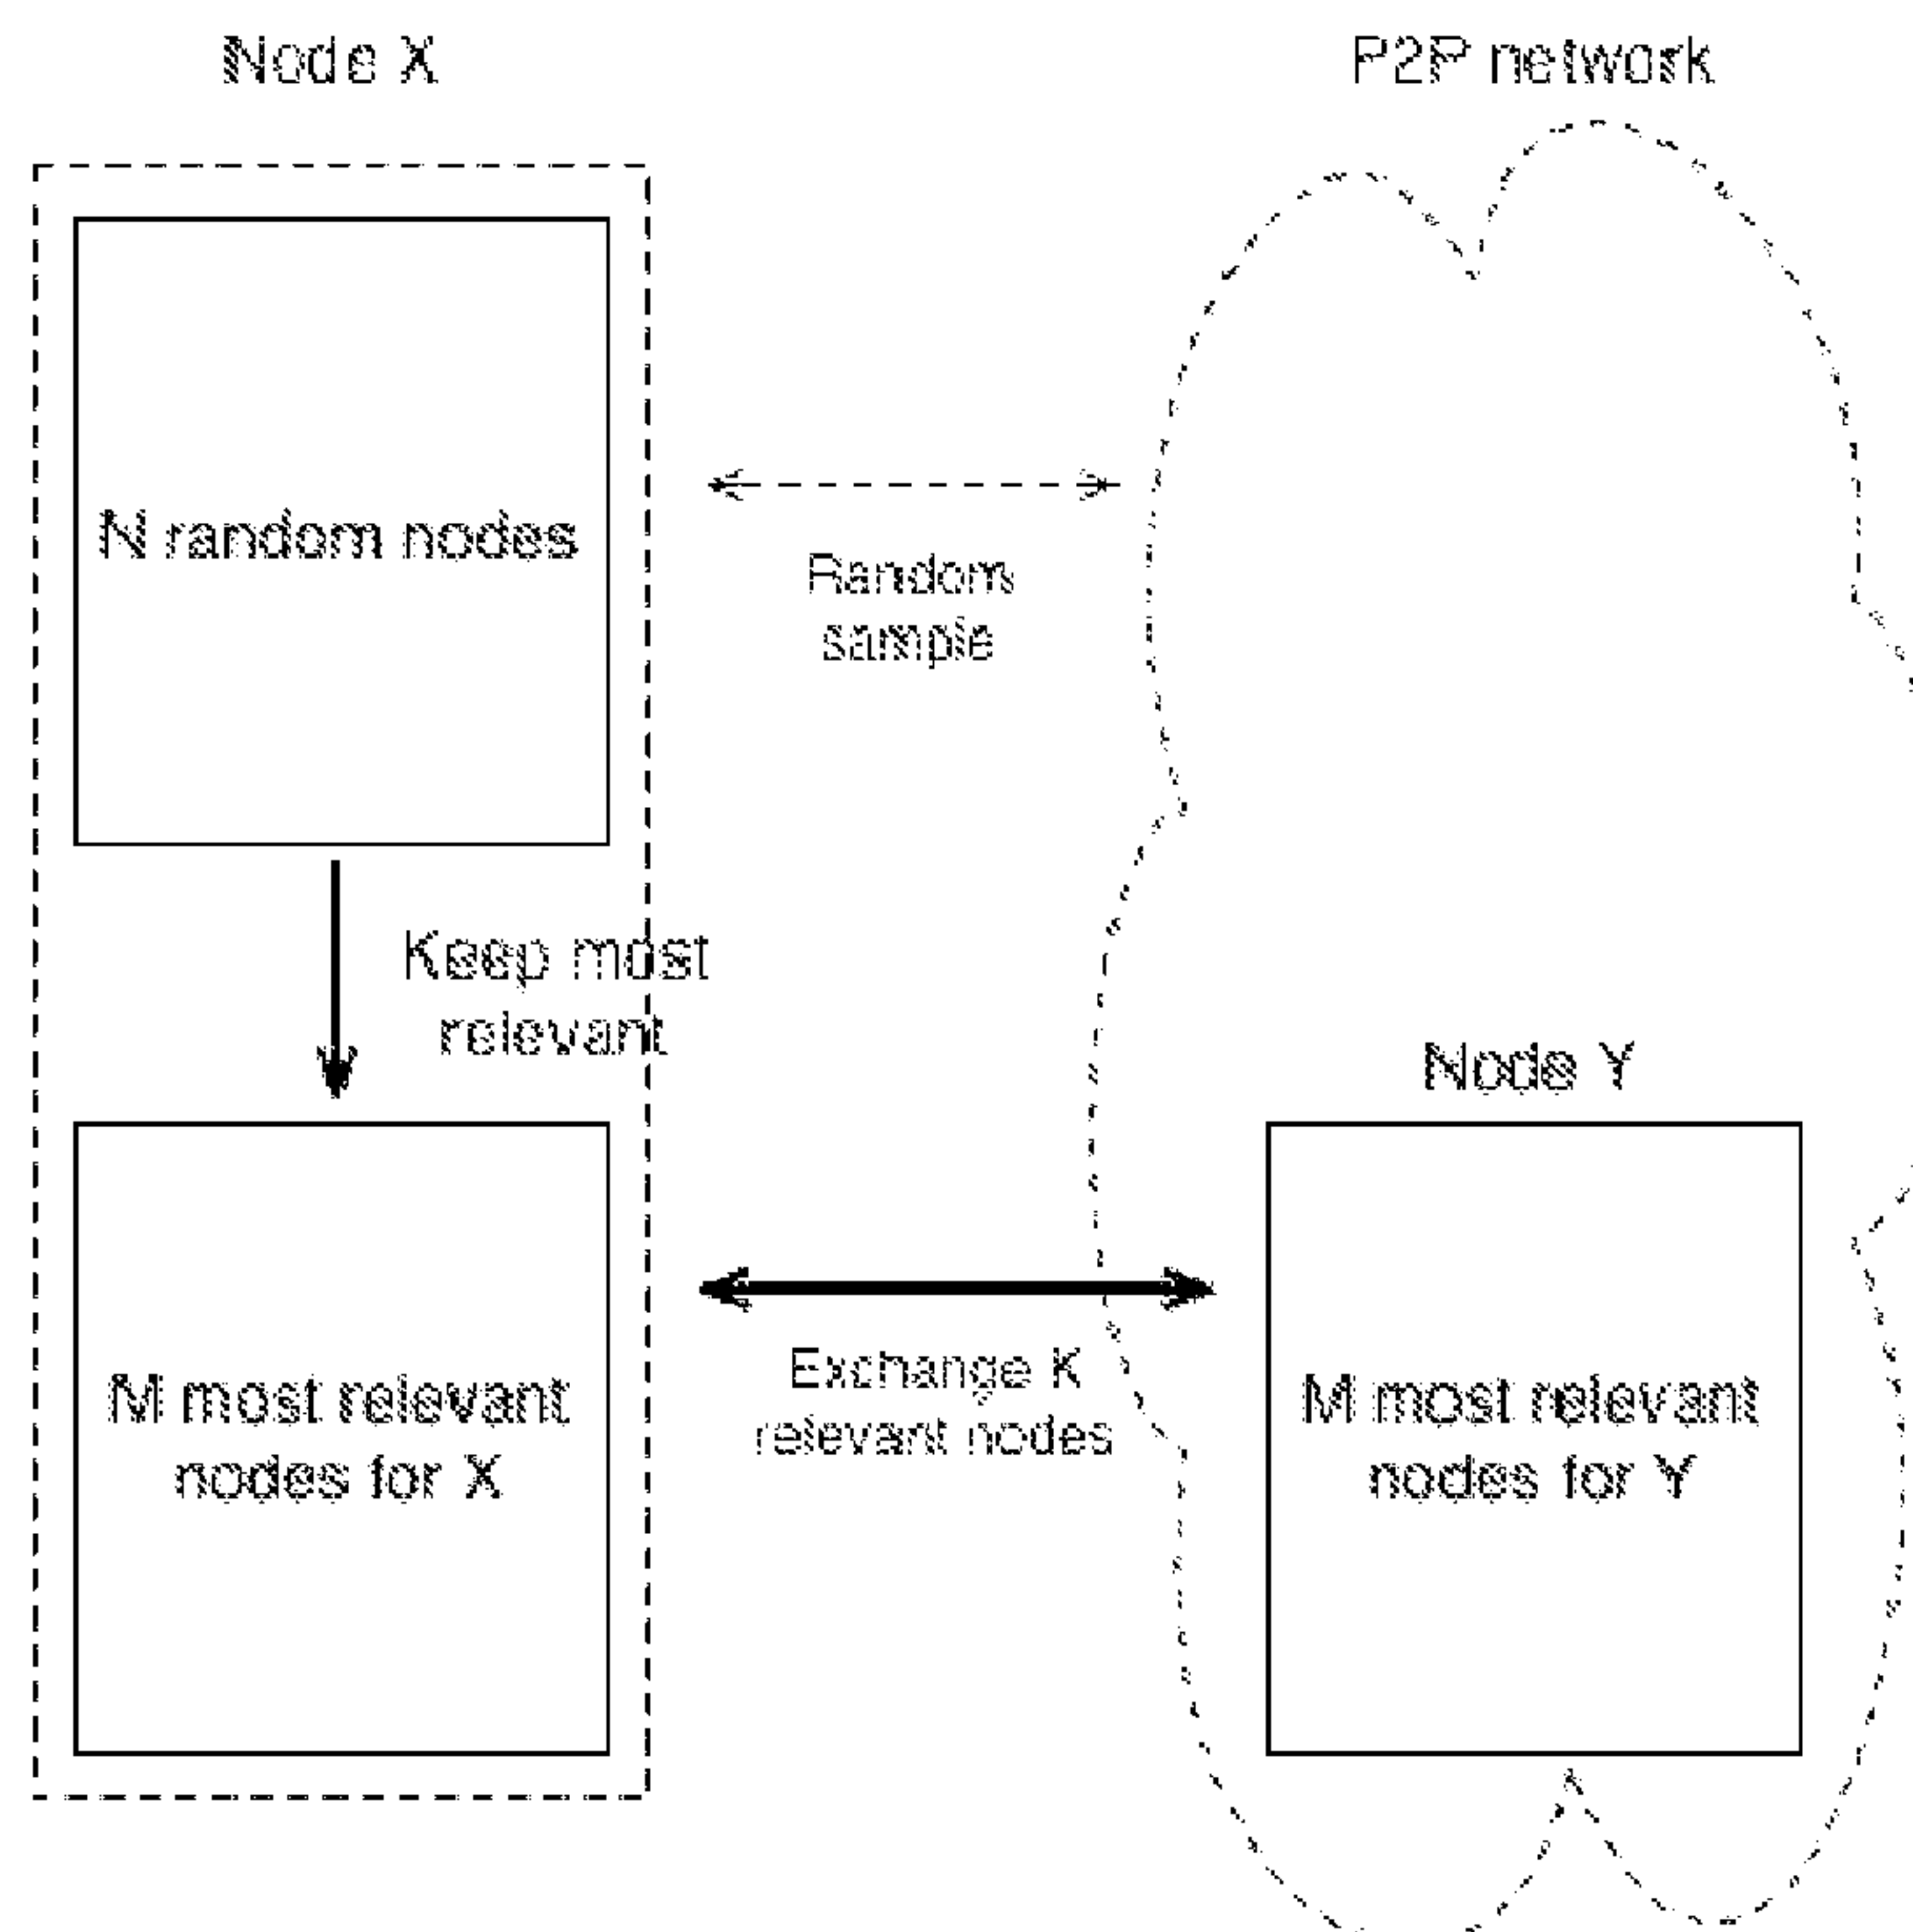 Node X
P2P network
N random nodes
Random
sample
Keep most
relevant
Node Y
M most relevant
nodes for X
Exchange K
relevant nodes
M most relevant
nodes for Y